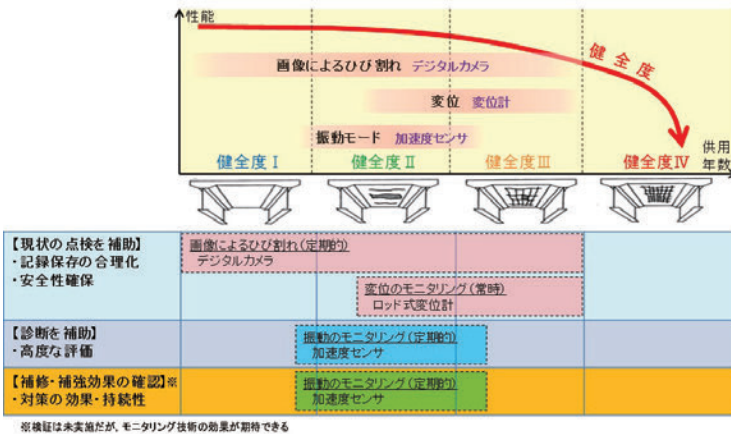 性能
画像によるひび割れ デジタルカメラ
健全度
変位 変位計
振動モード 加速度センサ
供用
年数
健全度Ⅰ 健全度Ⅱ 健全度Ⅲ 健全度Ⅳ
【現状の点検を補助】
・記録保存の合理化
・安全性確保
画像によるひび割れ(定期的)
デジタルカメラ
変位のモニタリング(常時)
ロッド式変位計
【診断を補助】
・高度な評価
振動のモニタリング(定期的)
加速度センサ
【補修・補強効果の確認】※
・対策の効果・持続性
振動のモニタリング(定期的)
加速度センサ
※検証は未実施だが、モニタリング技術の効果が期待できる